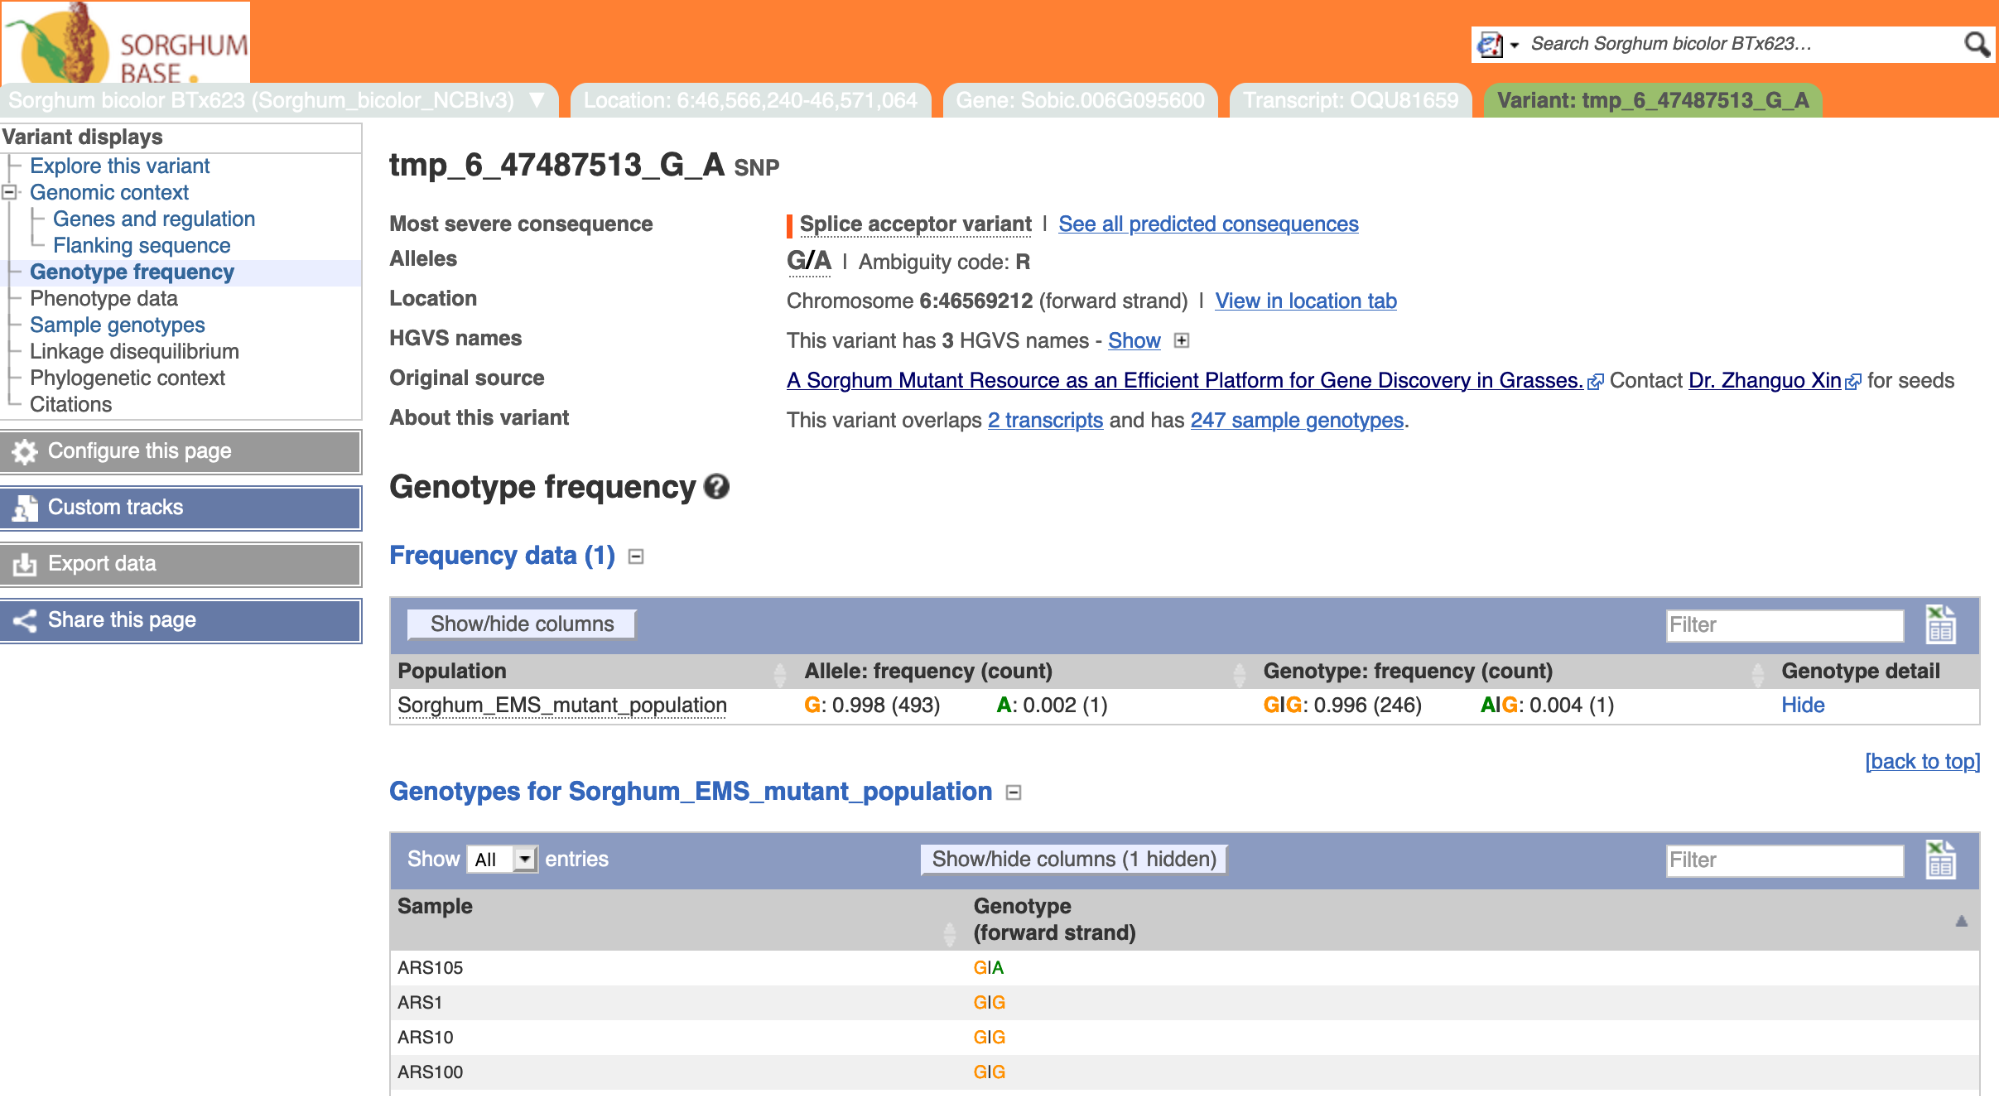 SORGHUM
BASE
Search Sorghum bicolor BTx623...
Sorghum bicolor BTx623 (Sorghum_bicolor_NCBIv3) ▼
Location: 6:46,566,240-46,571,064
Gene: Sobic.006G095600
Transcript: OQU81659
Variant: tmp_6_47487513_G_A
Variant displays
Explore this variant
Genomic context
Genes and regulation
Flanking sequence
Genotype frequency
Phenotype data
Sample genotypes
Linkage disequilibrium
Phylogenetic context
Citations
Configure this page
Custom tracks
Export data
Share this page
tmp_6_47487513_G_A SNP
Most severe consequence Splice acceptor variant | See all predicted consequences
Alleles G/A | Ambiguity code: R
Location Chromosome 6:46569212 (forward strand) | View in location tab
HGVS names This variant has 3 HGVS names - Show
Original source A Sorghum Mutant Resource as an Efficient Platform for Gene Discovery in Grasses. Contact Dr. Zhanguo Xin for seeds
About this variant This variant overlaps 2 transcripts and has 247 sample genotypes.
Genotype frequency
Frequency data (1)
Show/hide columns Filter
Population Allele: frequency (count) Genotype: frequency (count) Genotype detail
Sorghum_EMS_mutant_population G: 0.998 (493) A: 0.002 (1) G|G: 0.996 (246) A|G: 0.004 (1) Hide
[back to top]
Genotypes for Sorghum_EMS_mutant_population
Show All entries Show/hide columns (1 hidden) Filter
Sample Genotype
(forward strand)
ARS105 G|A
ARS1 G|G
ARS10 G|G
ARS100 G|G